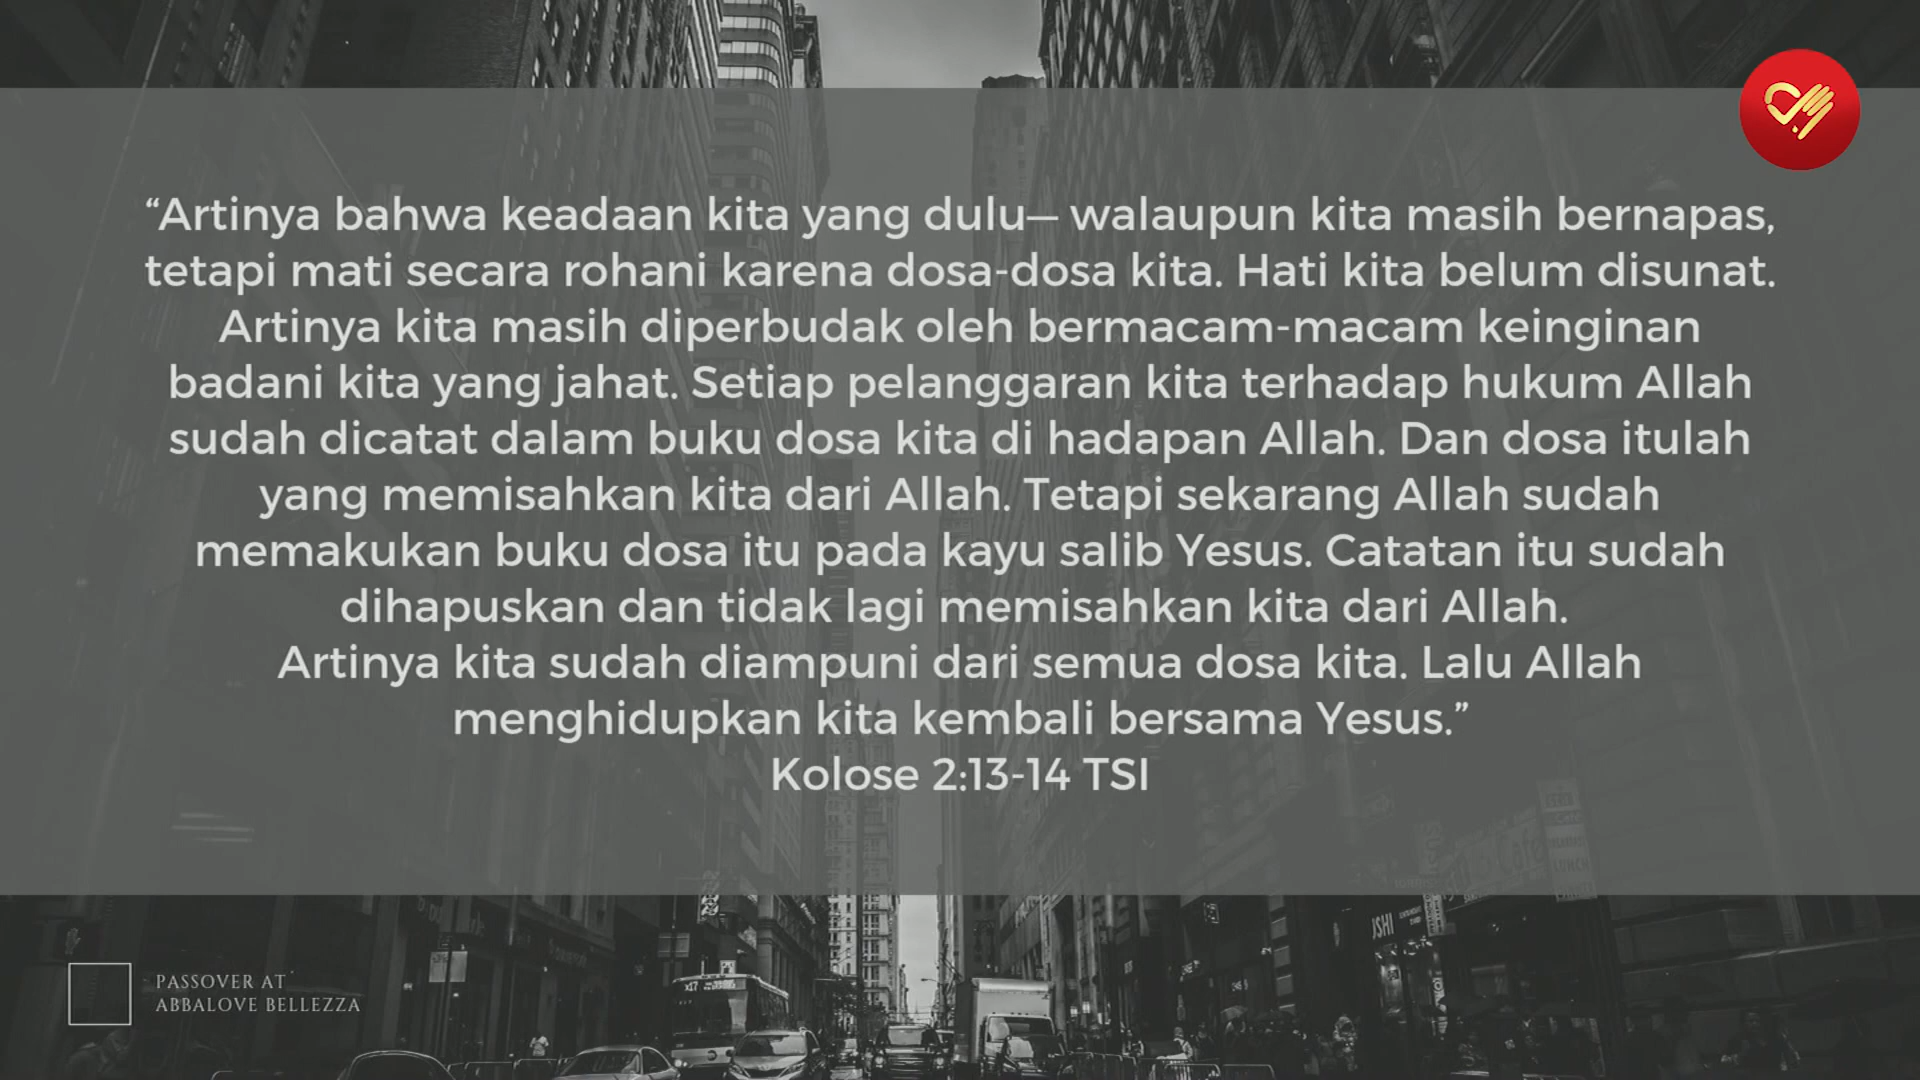 “Artinya bahwa keadaan kita yang dulu— walaupun kita masih bernapas,
tetapi mati secara rohani karena dosa-dosa kita. Hati kita belum disunat.
Artinya kita masih diperbudak oleh bermacam-macam keinginan
badani kita yang jahat. Setiap pelanggaran kita terhadap hukum Allah
sudah dicatat dalam buku dosa kita di hadapan Allah. Dan dosa itulah
yang memisahkan kita dari Allah. Tetapi sekarang Allah sudah
memakukan buku dosa itu pada kayu salib Yesus. Catatan itu sudah
dihapuskan dan tidak lagi memisahkan kita dari Allah.
Artinya kita sudah diampuni dari semua dosa kita. Lalu Allah
menghidupkan kita kembali bersama Yesus.”
Kolose 2:13-14 TSI
PASSOVER AT
ABBALOVE BELLEZZA
X17